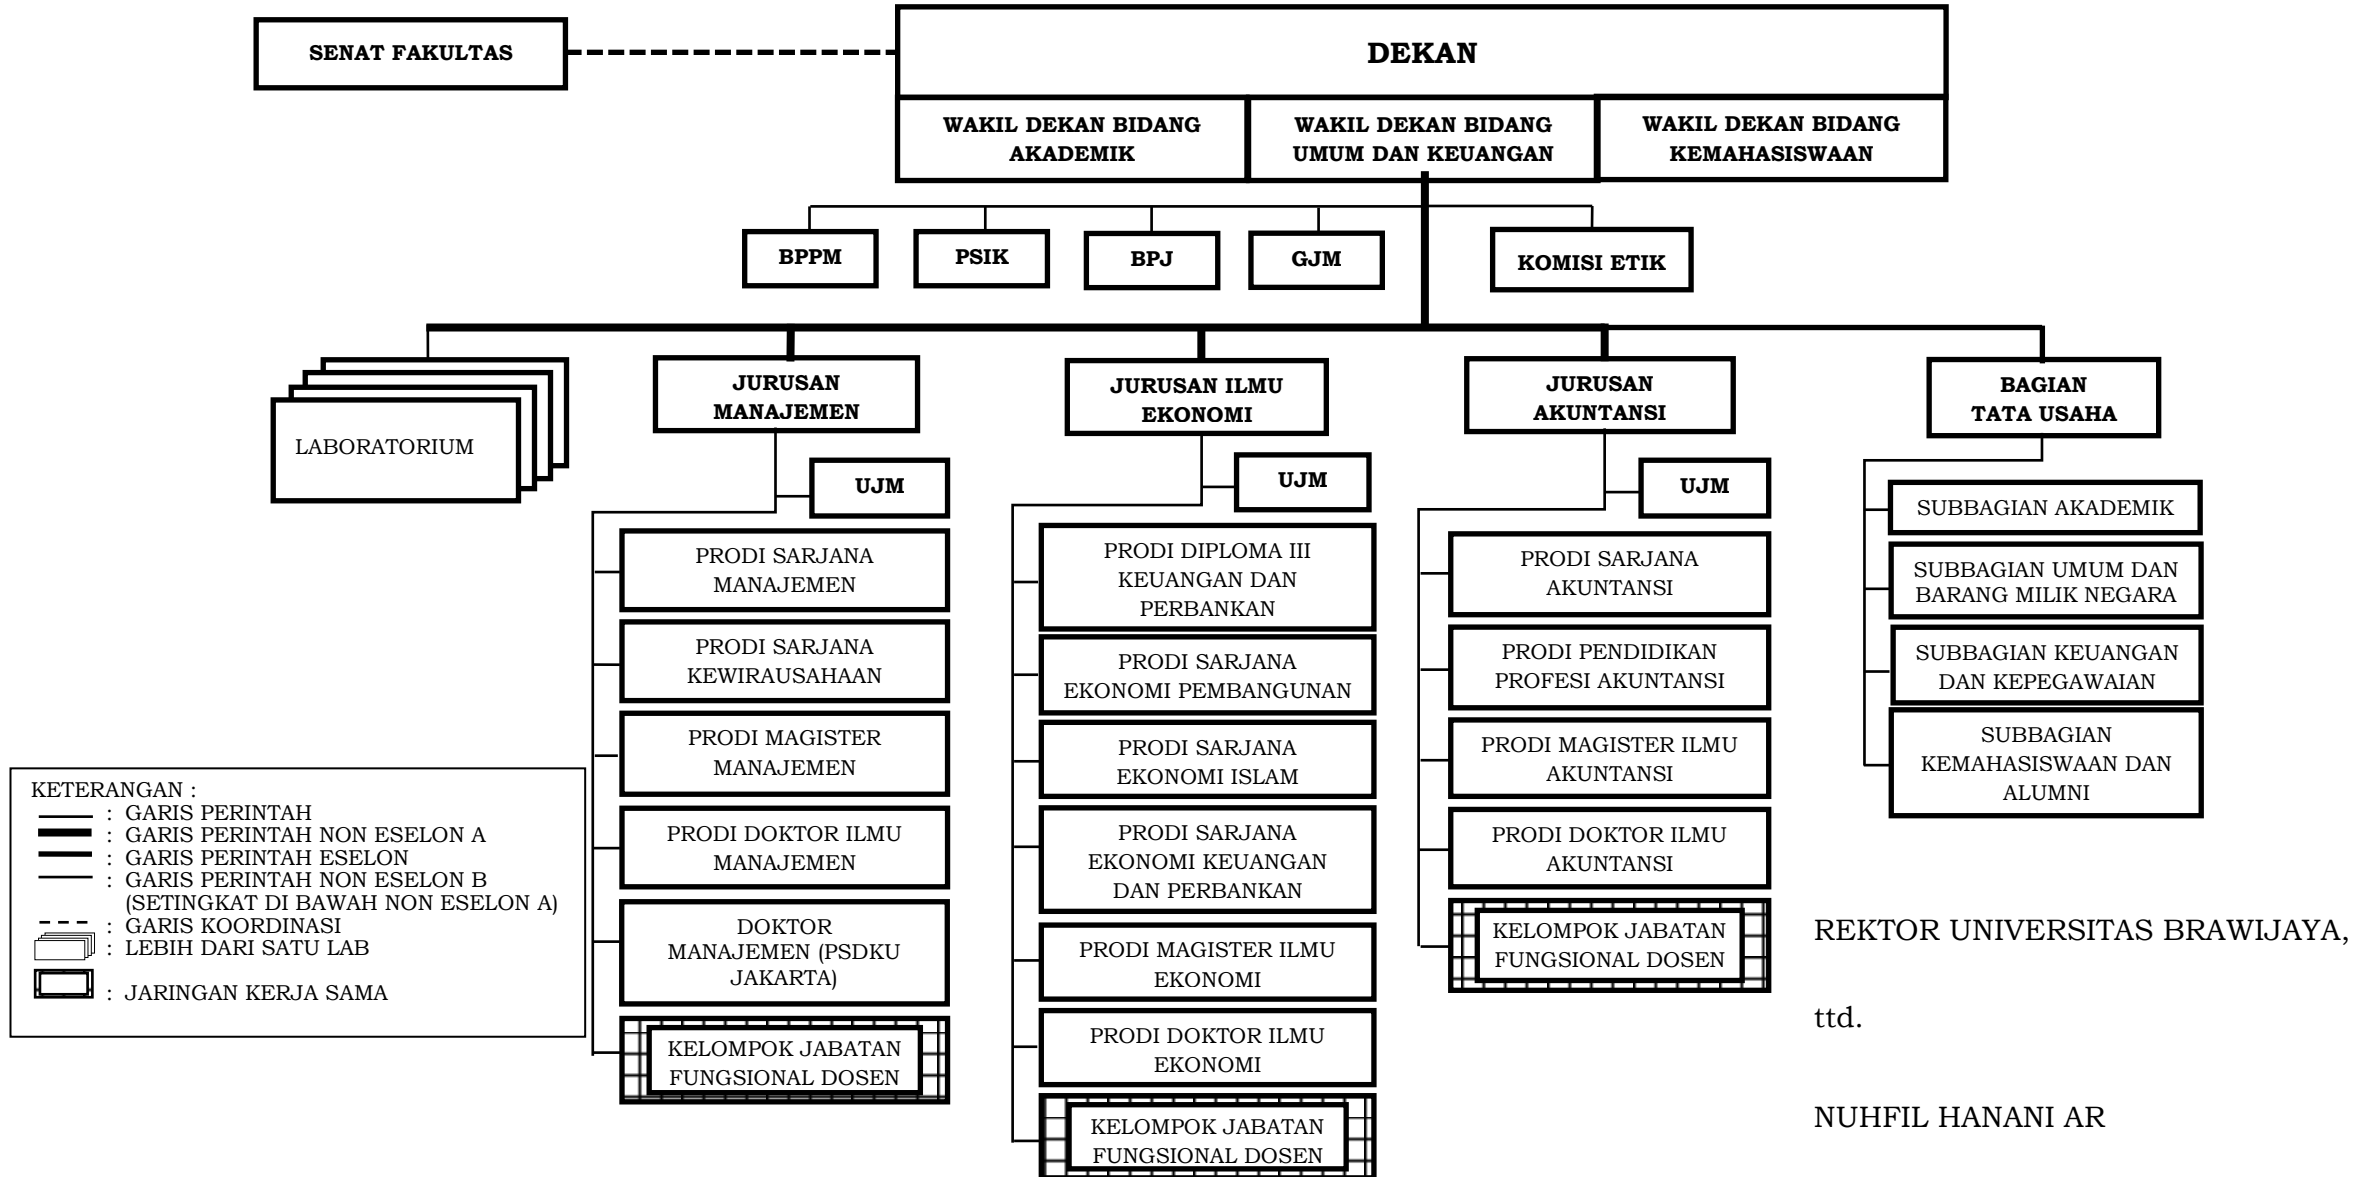 SENAT FAKULTAS
DEKAN
WAKIL DEKAN BIDANG
AKADEMIK
WAKIL DEKAN BIDANG
UMUM DAN KEUANGAN
WAKIL DEKAN BIDANG
KEMAHASISWAAN
BPPM
PSIK
BPJ
GJM
KOMISI ETIK
LABORATORIUM
JURUSAN
MANAJEMEN
UJM
PRODI SARJANA
MANAJEMEN
PRODI SARJANA
KEWIRAUSAHAAN
PRODI MAGISTER
MANAJEMEN
PRODI DOKTOR ILMU
MANAJEMEN
DOKTOR
MANAJEMEN (PSDKU
JAKARTA)
KELOMPOK JABATAN
FUNGSIONAL DOSEN
JURUSAN ILMU
EKONOMI
UJM
PRODI DIPLOMA III
KEUANGAN DAN
PERBANKAN
PRODI SARJANA
EKONOMI PEMBANGUNAN
PRODI SARJANA
EKONOMI ISLAM
PRODI SARJANA
EKONOMI KEUANGAN
DAN PERBANKAN
PRODI MAGISTER ILMU
EKONOMI
PRODI DOKTOR ILMU
EKONOMI
KELOMPOK JABATAN
FUNGSIONAL DOSEN
JURUSAN
AKUNTANSI
UJM
PRODI SARJANA
AKUNTANSI
PRODI PENDIDIKAN
PROFESI AKUNTANSI
PRODI MAGISTER ILMU
AKUNTANSI
PRODI DOKTOR ILMU
AKUNTANSI
KELOMPOK JABATAN
FUNGSIONAL DOSEN
BAGIAN
TATA USAHA
SUBBAGIAN AKADEMIK
SUBBAGIAN UMUM DAN
BARANG MILIK NEGARA
SUBBAGIAN KEUANGAN
DAN KEPEGAWAIAN
SUBBAGIAN
KEMAHASISWAAN DAN
ALUMNI
KETERANGAN :
: GARIS PERINTAH
: GARIS PERINTAH NON ESELON A
: GARIS PERINTAH ESELON
: GARIS PERINTAH NON ESELON B
(SETINGKAT DI BAWAH NON ESELON A)
: GARIS KOORDINASI
: LEBIH DARI SATU LAB
: JARINGAN KERJA SAMA
REKTOR UNIVERSITAS BRAWIJAYA,
ttd.
NUHFIL HANANI AR